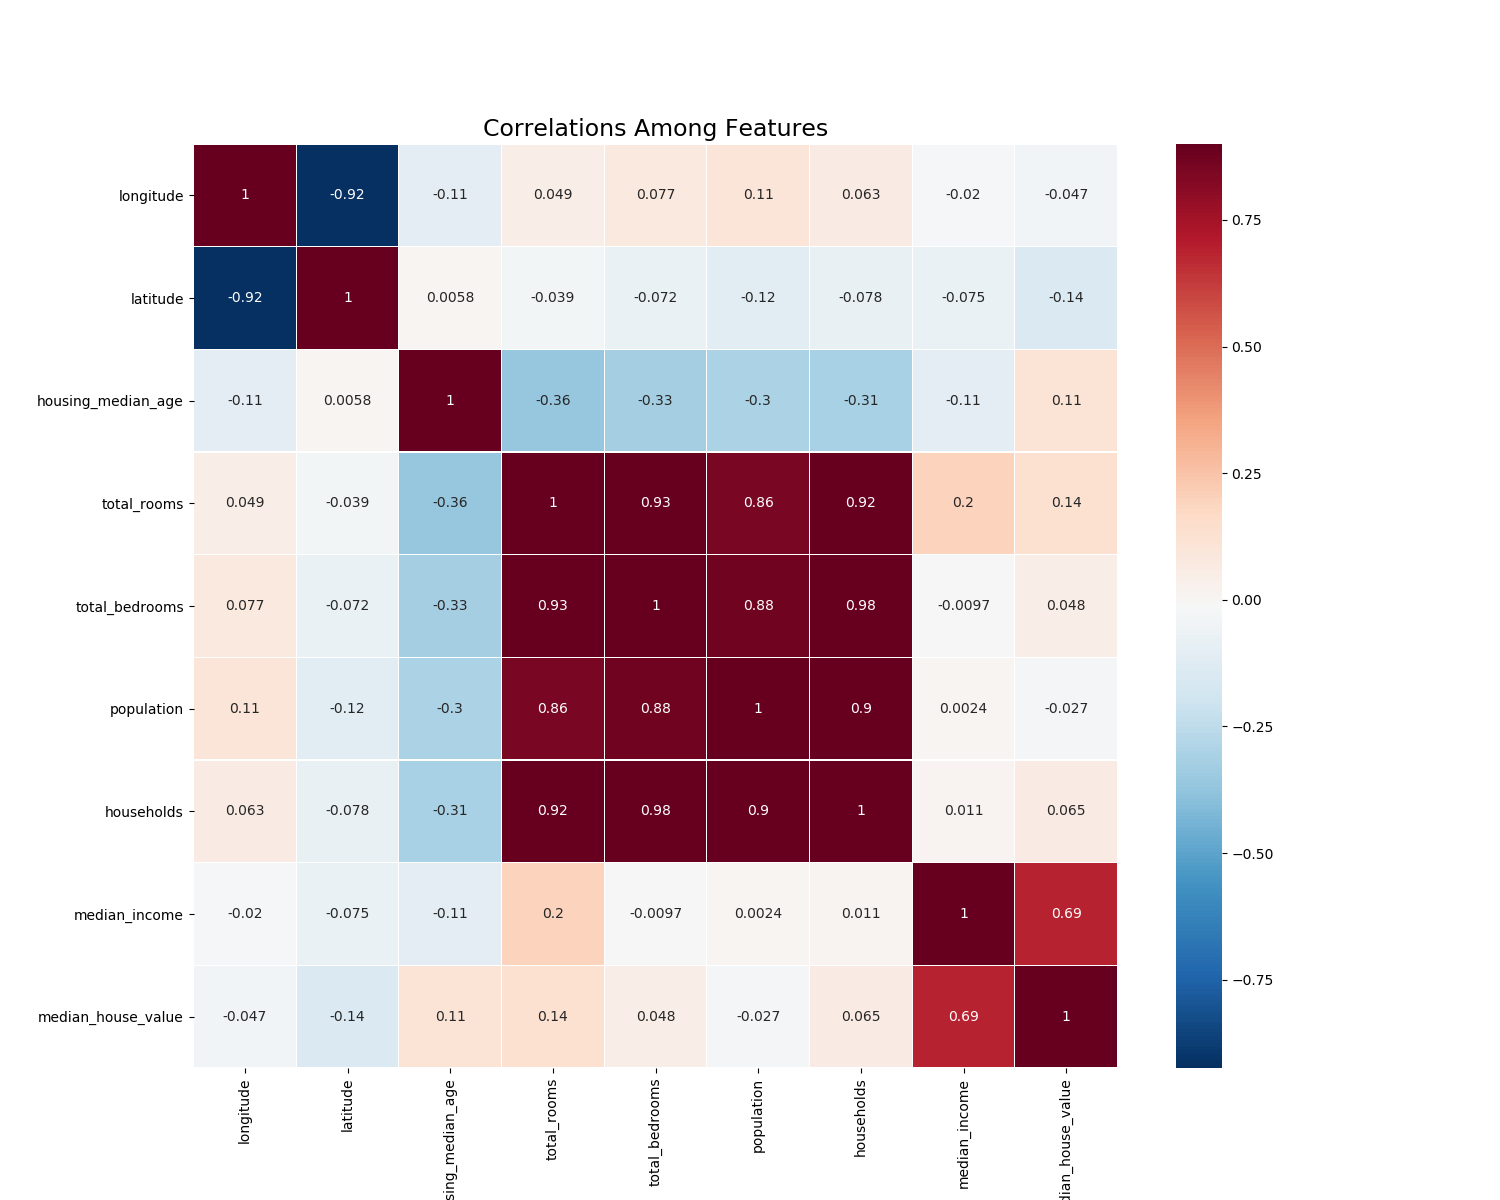 Correlations Among Features
longitude 1 -0.92 -0.11 0.049 0.077 0.11 0.063 -0.02 -0.047
latitude -0.92 1 0.0058 -0.039 -0.072 -0.12 -0.078 -0.075 -0.14
housing_median_age -0.11 0.0058 1 -0.36 -0.33 -0.3 -0.31 -0.11 0.11
total_rooms 0.049 -0.039 -0.36 1 0.93 0.86 0.92 0.2 0.14
total_bedrooms 0.077 -0.072 -0.33 0.93 1 0.88 0.98 -0.0097 0.048
population 0.11 -0.12 -0.3 0.86 0.88 1 0.9 0.0024 -0.027
households 0.063 -0.078 -0.31 0.92 0.98 0.9 1 0.011 0.065
median_income -0.02 -0.075 -0.11 0.2 -0.0097 0.0024 0.011 1 0.69
median_house_value -0.047 -0.14 0.11 0.14 0.048 -0.027 0.065 0.69 1
longitude
latitude
sing_median_age
total_rooms
total_bedrooms
population
households
median_income
dian_house_value
0.75
0.50
0.25
0.00
−0.25
−0.50
−0.75